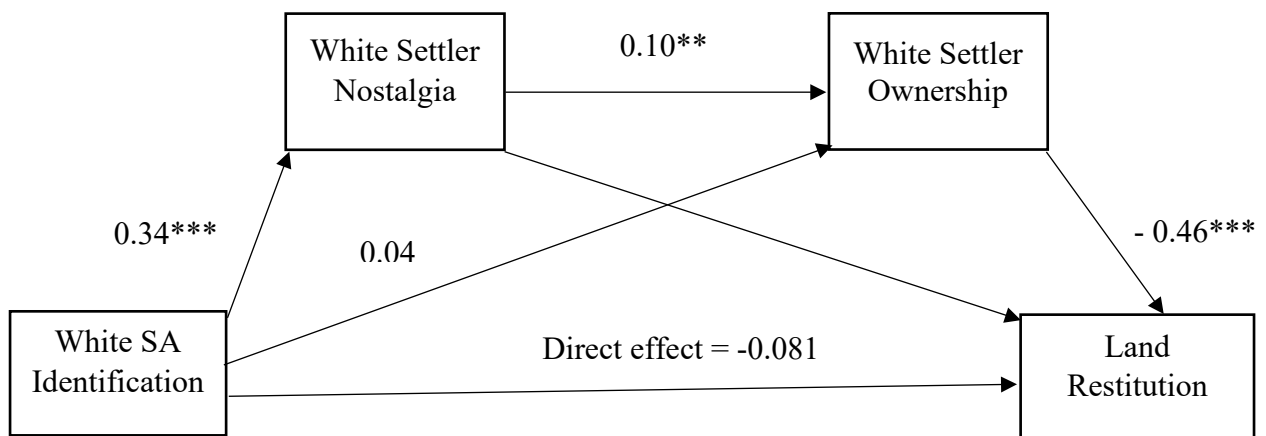 White Settler
Nostalgia
0.10**
White Settler
Ownership
0.34***
0.04
- 0.46***
White SA
Identification
Direct effect = -0.081
Land
Restitution